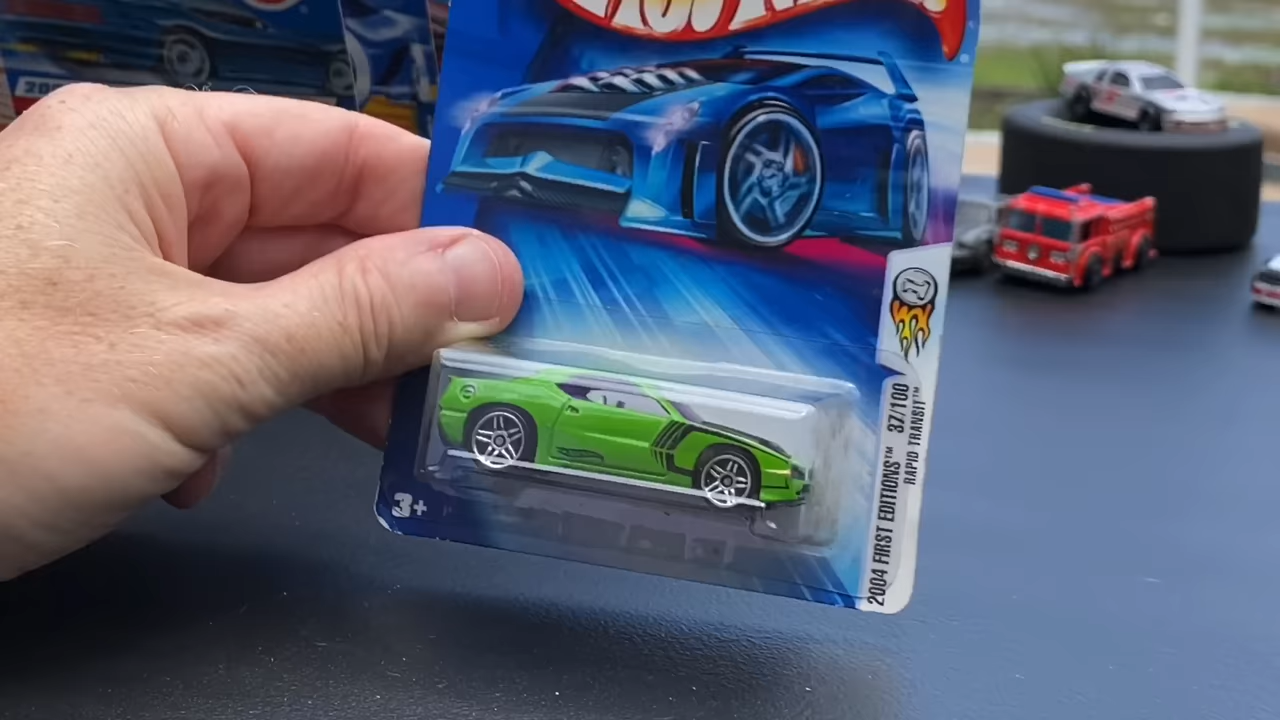 3+
2004 FIRST EDITIONS™ 37/100
RAPID TRANSIT™